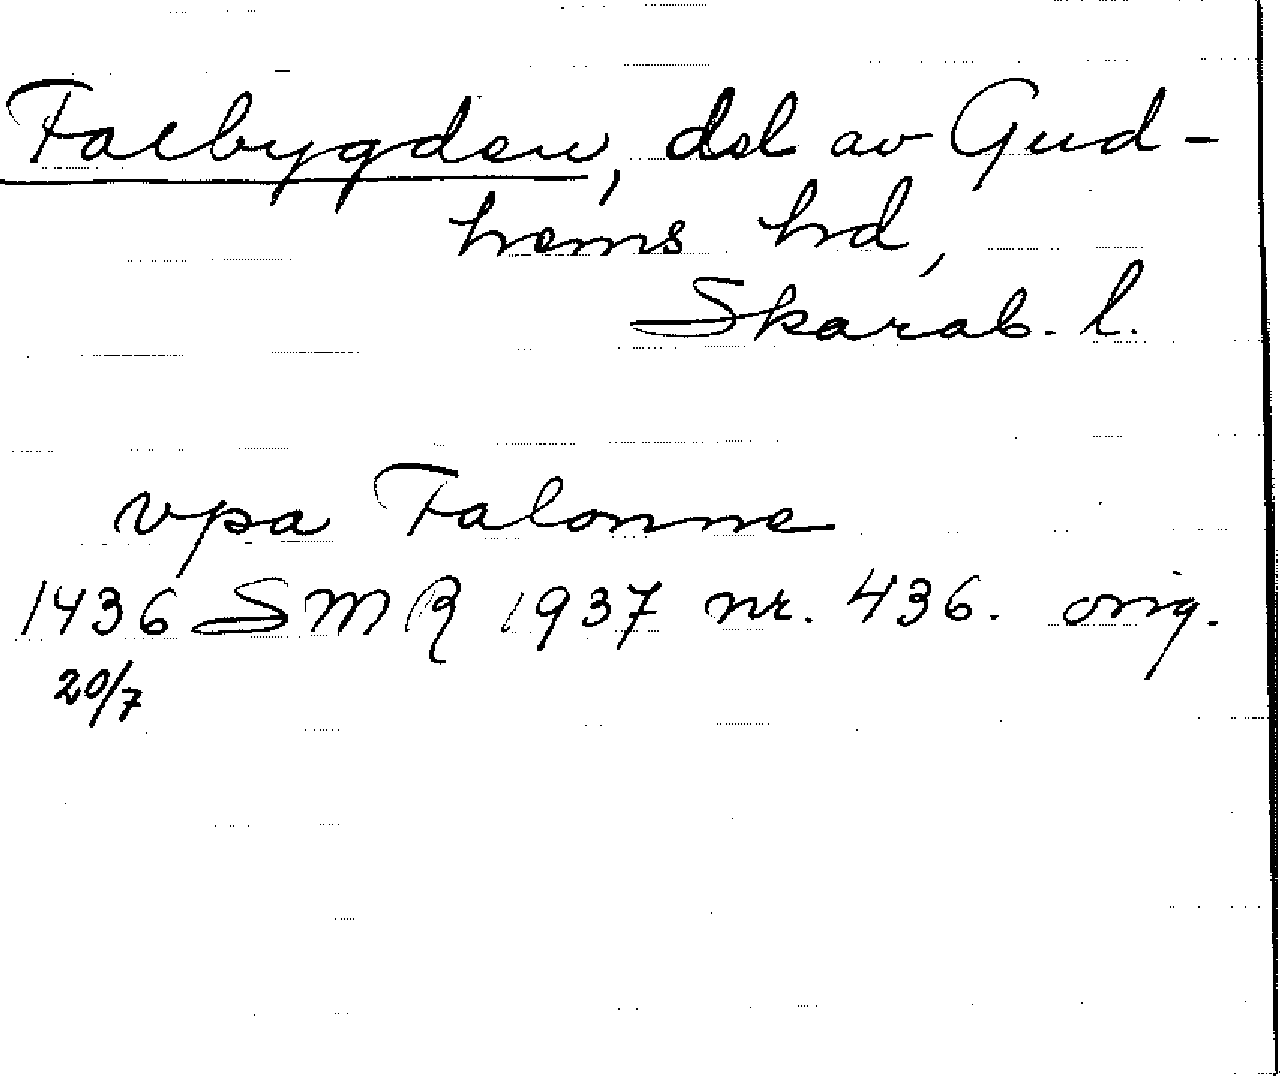 Falbygden, del av Gud-
hems hd,
Skarab. l.
vpa Falonne
1436 SMR 1937 nr. 436. orig.
20/7